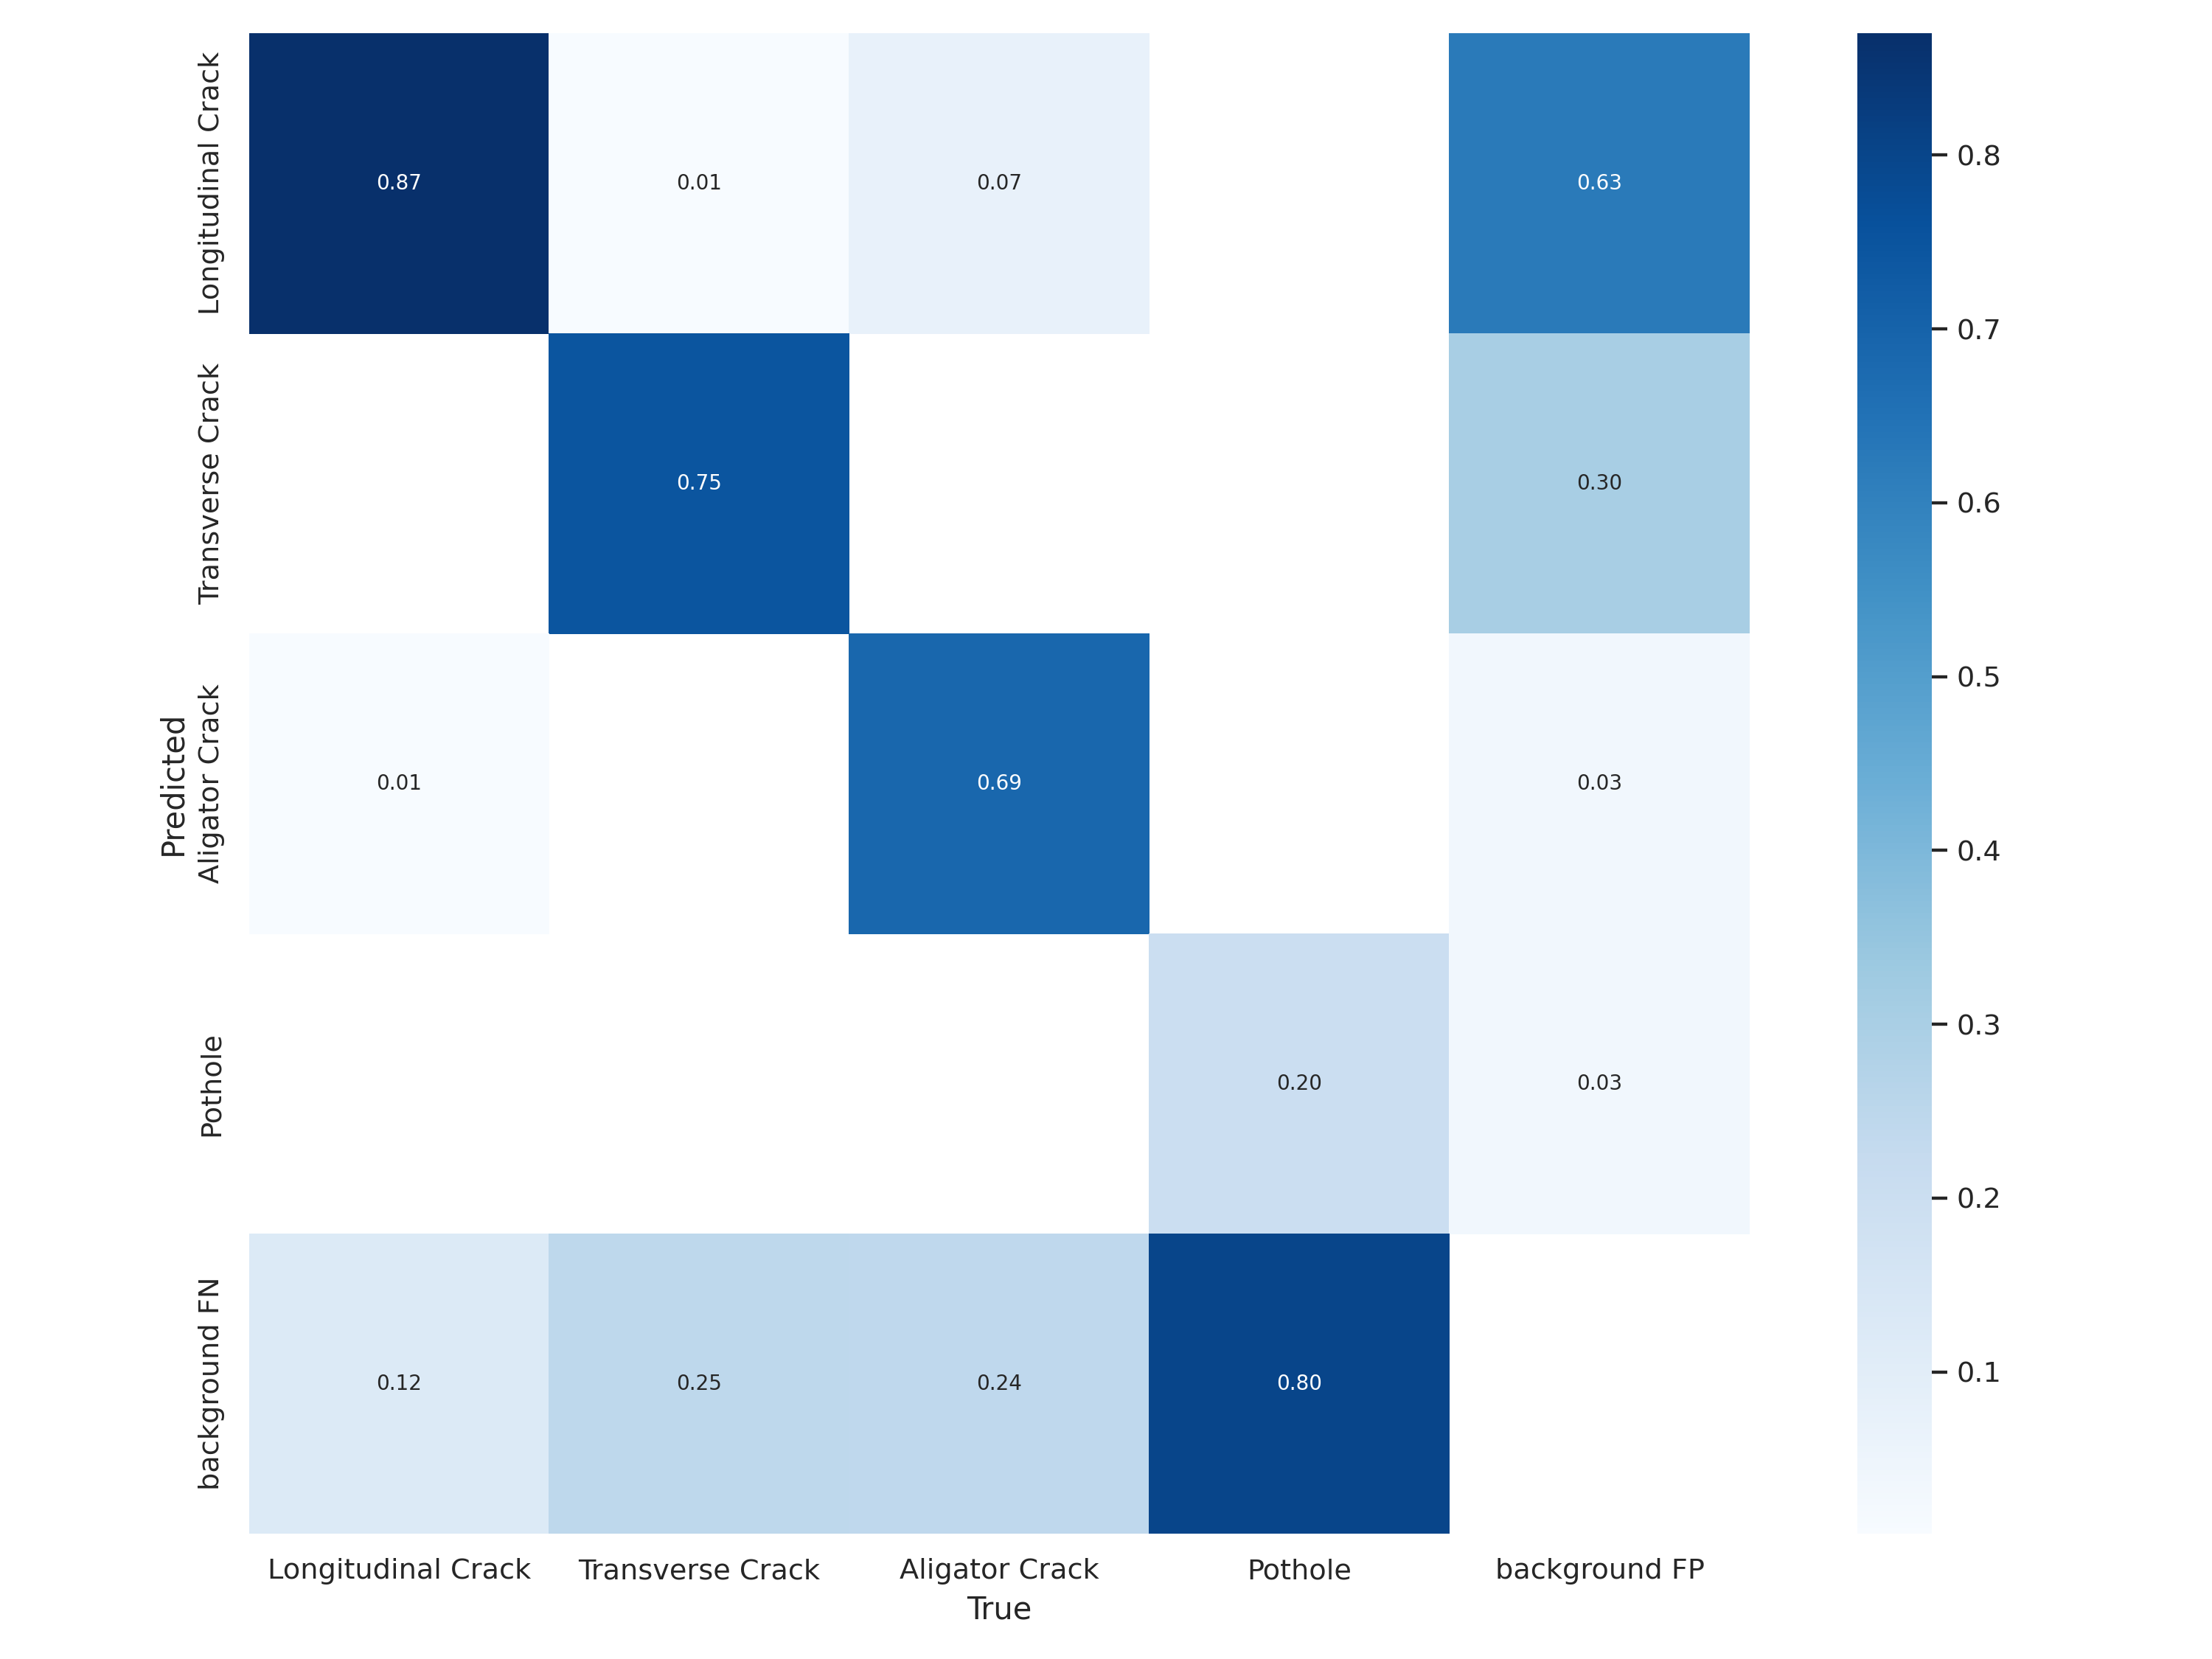 Longitudinal Crack
0.87
0.01
0.07
0.63
0.8
0.7
Transverse Crack
0.75
0.30
0.6
0.5
Predicted
Aligator Crack
0.01
0.69
0.03
0.4
Pothole
0.20
0.03
0.3
0.2
background FN
0.12
0.25
0.24
0.80
0.1
Longitudinal Crack
Transverse Crack
Aligator Crack
Pothole
background FP
True